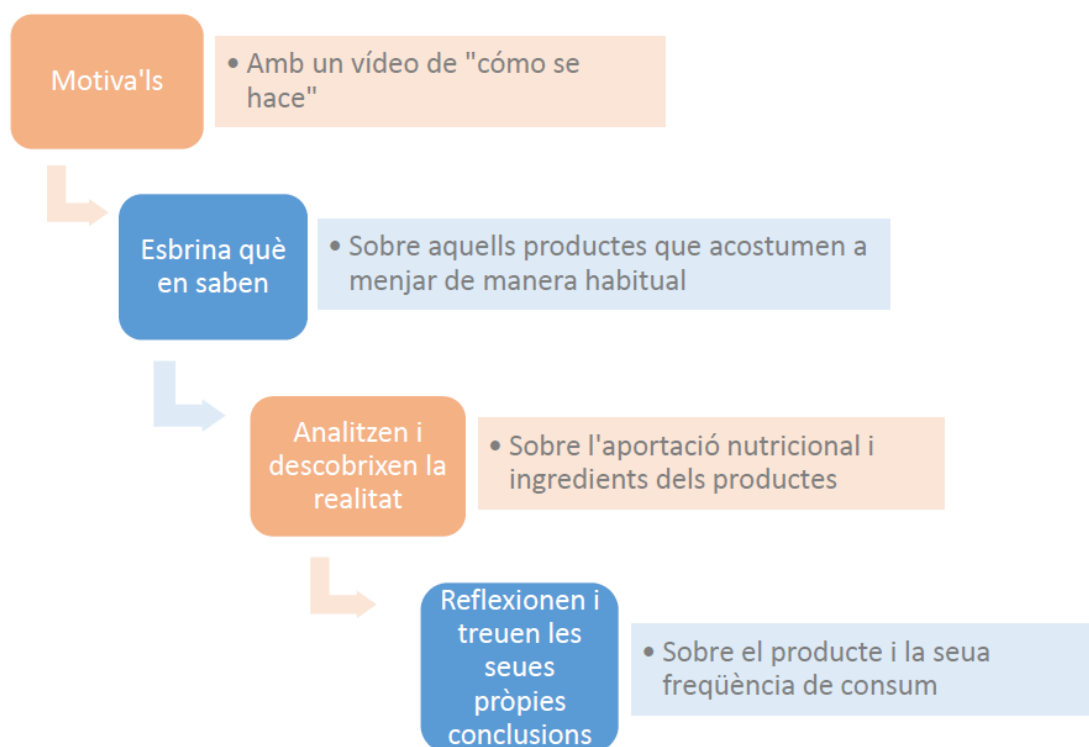 Motiva'ls
• Amb un vídeo de "cómo se
hace"
Esbrina què
en saben
• Sobre aquells productes que acostumen a
menjar de manera habitual
Analitzen i
descobrixen la
realitat
• Sobre l'aportació nutricional i
ingredients dels productes
Reflexionen i
treuen les
seues
pròpies
conclusions
• Sobre el producte i la seua
freqüència de consum